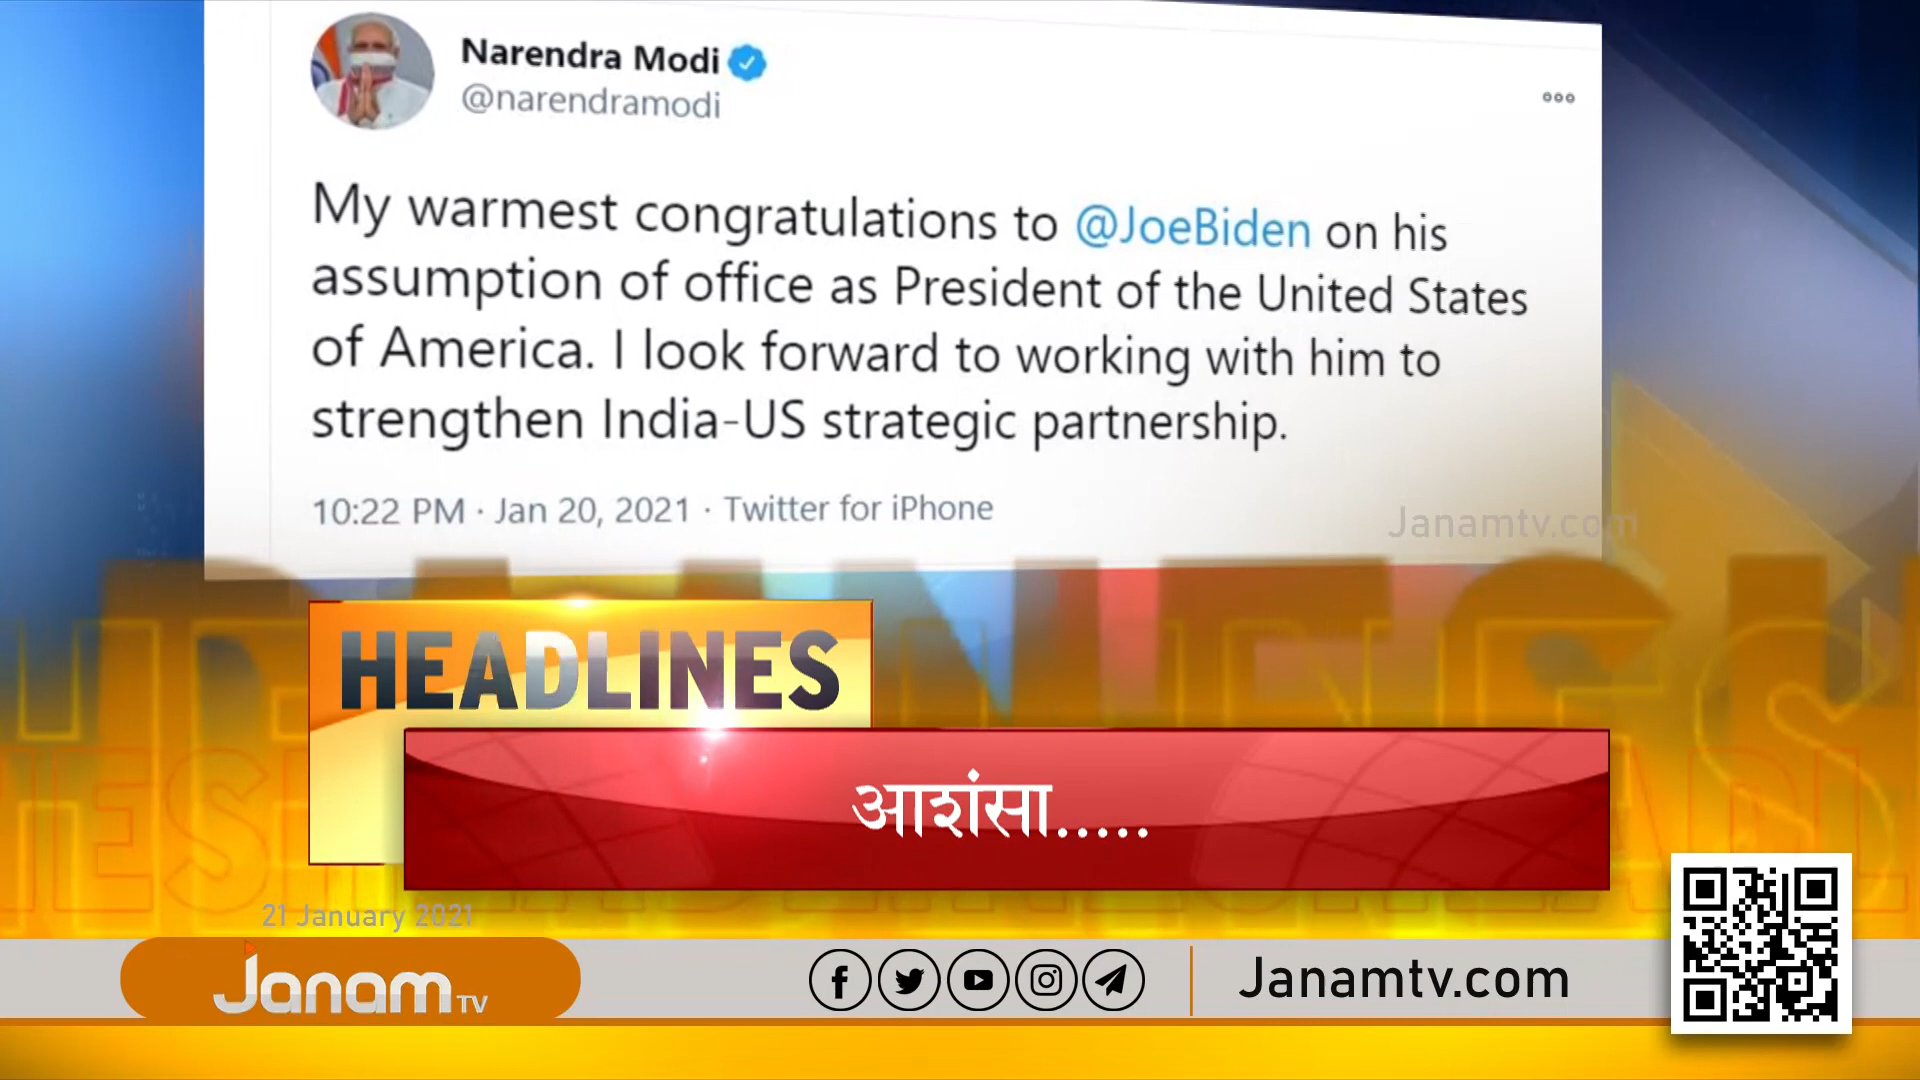 Narendra Modi
@narendramodi
My warmest congratulations to @JoeBiden on his
assumption of office as President of the United States
of America. I look forward to working with him to
strengthen India-US strategic partnership.
10:22 PM · Jan 20, 2021 · Twitter for iPhone
Janamtv.com
HEADLINES
आशंसा.....
21 January 2021
Janam TV
Janamtv.com